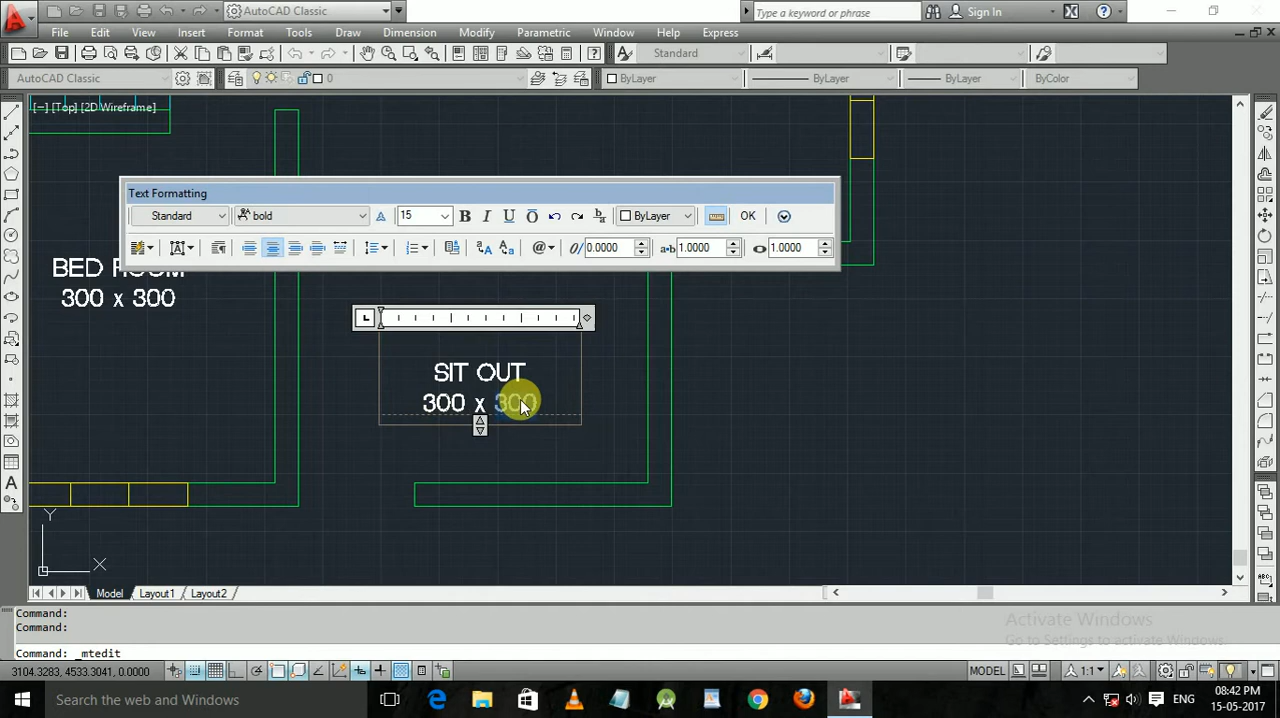 AutoCAD Classic
Type a keyword or phrase
Sign In
File Edit View Insert Format Tools Draw Dimension Modify Parametric Window Help Express
Standard
AutoCAD Classic
0
ByLayer
ByLayer
ByLayer
ByColor
[−] [Top] [2D Wireframe]
Text Formatting
Standard
bold
15
B I U O
ByLayer
OK
@
0/ 0.0000
a•b 1.0000
1.0000
BED ROOM
300 x 300
SIT OUT
300 x 300
Y
X
Model Layout1 Layout2
Command:
Command:
Command: _mtedit
Activate Windows
Go to Settings to activate Windows.
3104.3283, 4533.3041, 0.0000
MODEL
1:1
Search the web and Windows
ENG
08:42 PM
15-05-2017